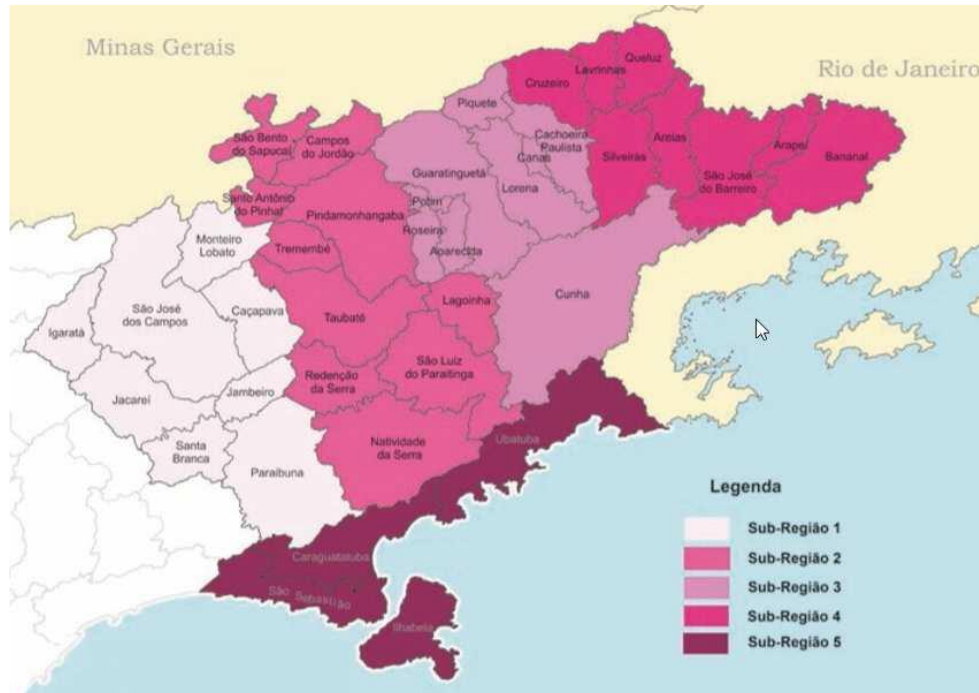 Minas Gerais
Rio de Janeiro
Queluz
Lavrinhas
Cruzeiro
Piquete
Cachoeira
Paulista
Canas
Areias
Silveiras
Arapeí
Bananal
São José
do Barreiro
São Bento
do Sapucaí
Campos
do Jordão
Guaratinguetá
Lorena
Santo Antônio
do Pinhal
Pindamonhangaba
Potim
Roseira
Aparecida
Monteiro
Lobato
Tremembé
Cunha
São José
dos Campos
Caçapava
Lagoinha
Taubaté
Igaratá
São Luiz
do Paraitinga
Redenção
da Serra
Jambeiro
Jacareí
Natividade
da Serra
Ubatuba
Santa
Branca
Paraibuna
Caraguatatuba
São Sebastião
Ilhabela
Legenda
Sub-Região 1
Sub-Região 2
Sub-Região 3
Sub-Região 4
Sub-Região 5